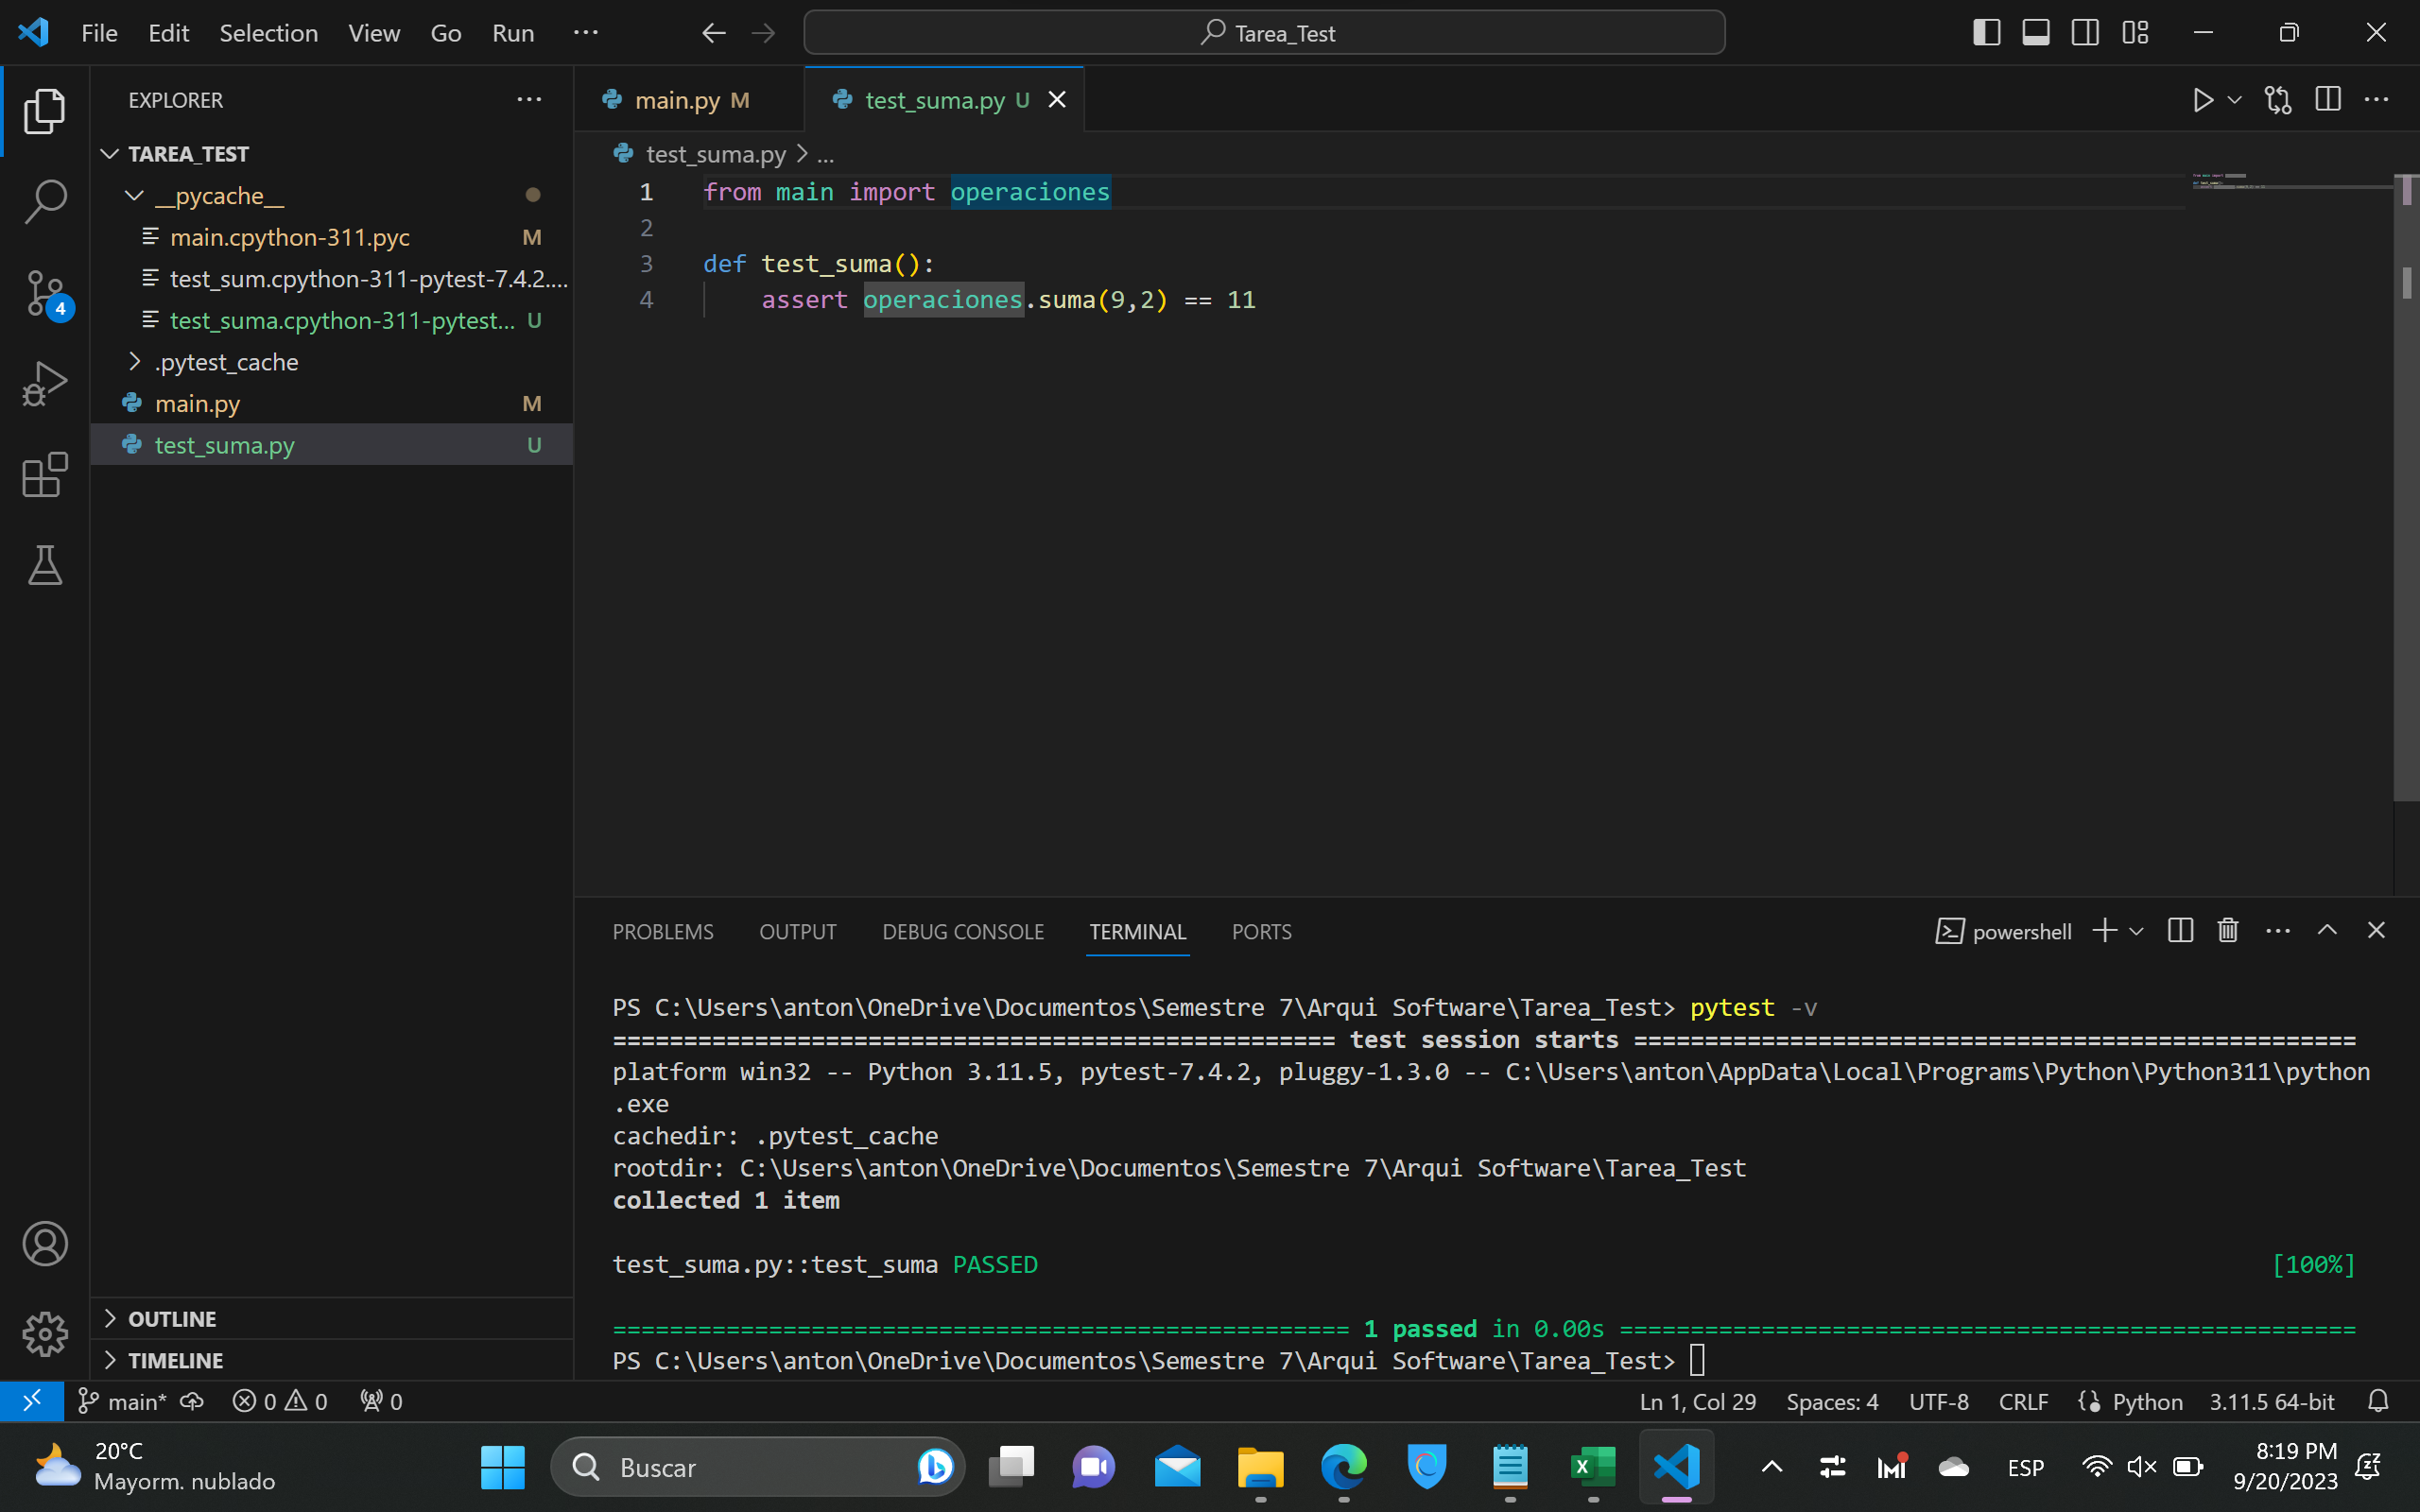 File Edit Selection View Go Run ···
Tarea_Test
EXPLORER ···
TAREA_TEST
__pycache__
main.cpython-311.pyc M
test_sum.cpython-311-pytest-7.4.2....
test_suma.cpython-311-pytest... U
.pytest_cache
main.py M
test_suma.py U
OUTLINE
TIMELINE
4
main.py M
test_suma.py U
test_suma.py > ...
1 from main import operaciones
2
3 def test_suma():
4 assert operaciones.suma(9,2) == 11
PROBLEMS OUTPUT DEBUG CONSOLE TERMINAL PORTS
powershell
PS C:\Users\anton\OneDrive\Documentos\Semestre 7\Arqui Software\Tarea_Test> pytest -v
=================================================== test session starts ===================================================
platform win32 -- Python 3.11.5, pytest-7.4.2, pluggy-1.3.0 -- C:\Users\anton\AppData\Local\Programs\Python\Python311\python
.exe
cachedir: .pytest_cache
rootdir: C:\Users\anton\OneDrive\Documentos\Semestre 7\Arqui Software\Tarea_Test
collected 1 item
test_suma.py::test_suma PASSED [100%]
==================================================== 1 passed in 0.00s ====================================================
PS C:\Users\anton\OneDrive\Documentos\Semestre 7\Arqui Software\Tarea_Test>
main* 0 0 0 Ln 1, Col 29 Spaces: 4 UTF-8 CRLF Python 3.11.5 64-bit
20°C
Mayorm. nublado
Buscar
ESP
8:19 PM
9/20/2023